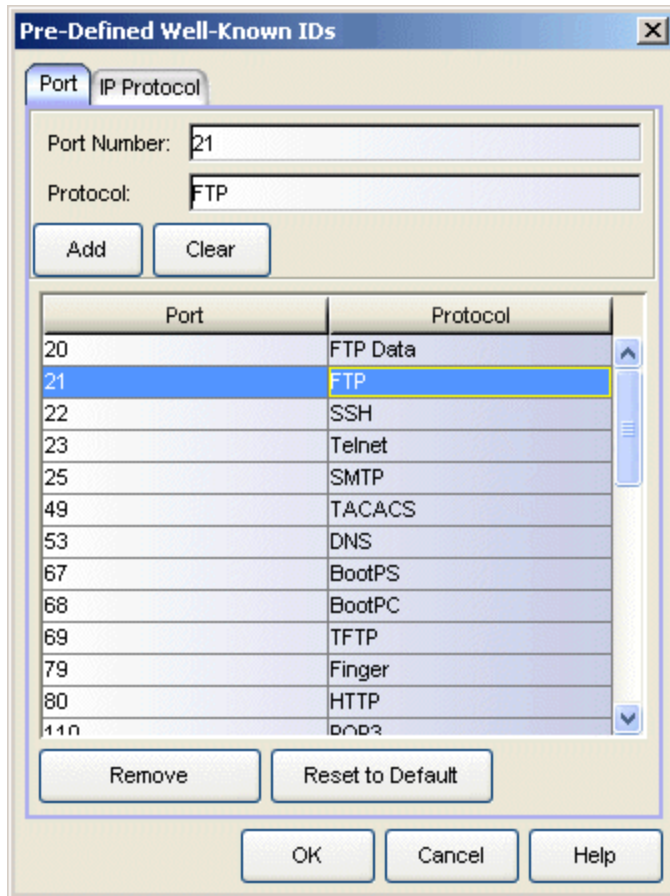 Pre-Defined Well-Known IDs
Port IP Protocol
Port Number: 21
Protocol: FTP
Add Clear
Port Protocol
20 FTP Data
21 FTP
22 SSH
23 Telnet
25 SMTP
49 TACACS
53 DNS
67 BootPS
68 BootPC
69 TFTP
79 Finger
80 HTTP
110 POP3
Remove Reset to Default
OK Cancel Help